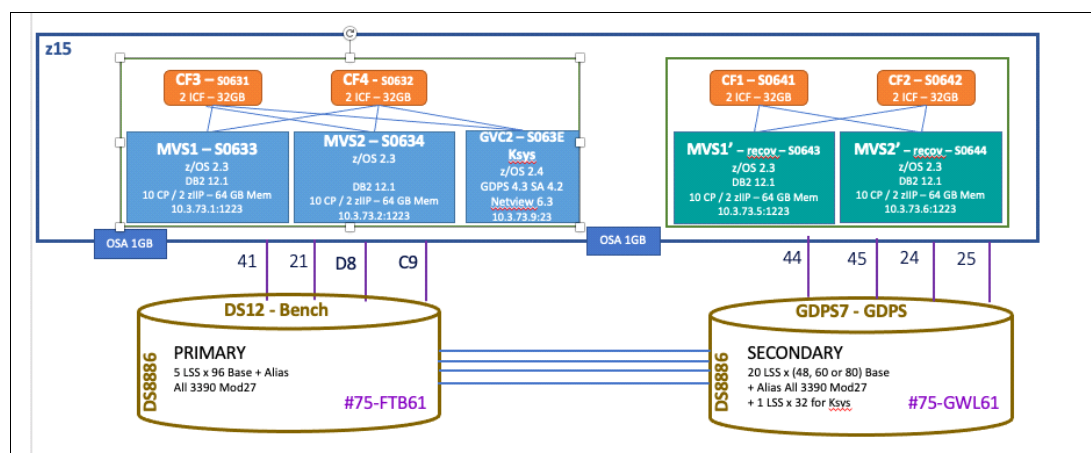 z15
CF3 – S0631
2 ICF – 32GB
CF4 - S0632
2 ICF – 32GB
CF1 – S0641
2 ICF – 32GB
CF2 – S0642
2 ICF – 32GB
MVS1 – S0633
z/OS 2.3
DB2 12.1
10 CP / 2 zIIP – 64 GB Mem
10.3.73.1:1223
MVS2 – S0634
z/OS 2.3
DB2 12.1
10 CP / 2 zIIP – 64 GB Mem
10.3.73.2:1223
GVC2 – S063E
Ksys
z/OS 2.4
GDPS 4.3 SA 4.2
Netview 6.3
10.3.73.9:23
MVS1’ – recov – S0643
z/OS 2.3
DB2 12.1
10 CP / 2 zIIP – 64 GB Mem
10.3.73.5:1223
MVS2’ – recov – S0644
z/OS 2.3
DB2 12.1
10 CP / 2 zIIP – 64 GB Mem
10.3.73.6:1223
OSA 1GB
OSA 1GB
41
21
D8
C9
44
45
24
25
DS12 - Bench
DS8886
PRIMARY
5 LSS x 96 Base + Alias
All 3390 Mod27
#75-FTB61
GDPS7 - GDPS
DS8886
SECONDARY
20 LSS x (48, 60 or 80) Base
+ Alias All 3390 Mod27
+ 1 LSS x 32 for Ksys
#75-GWL61